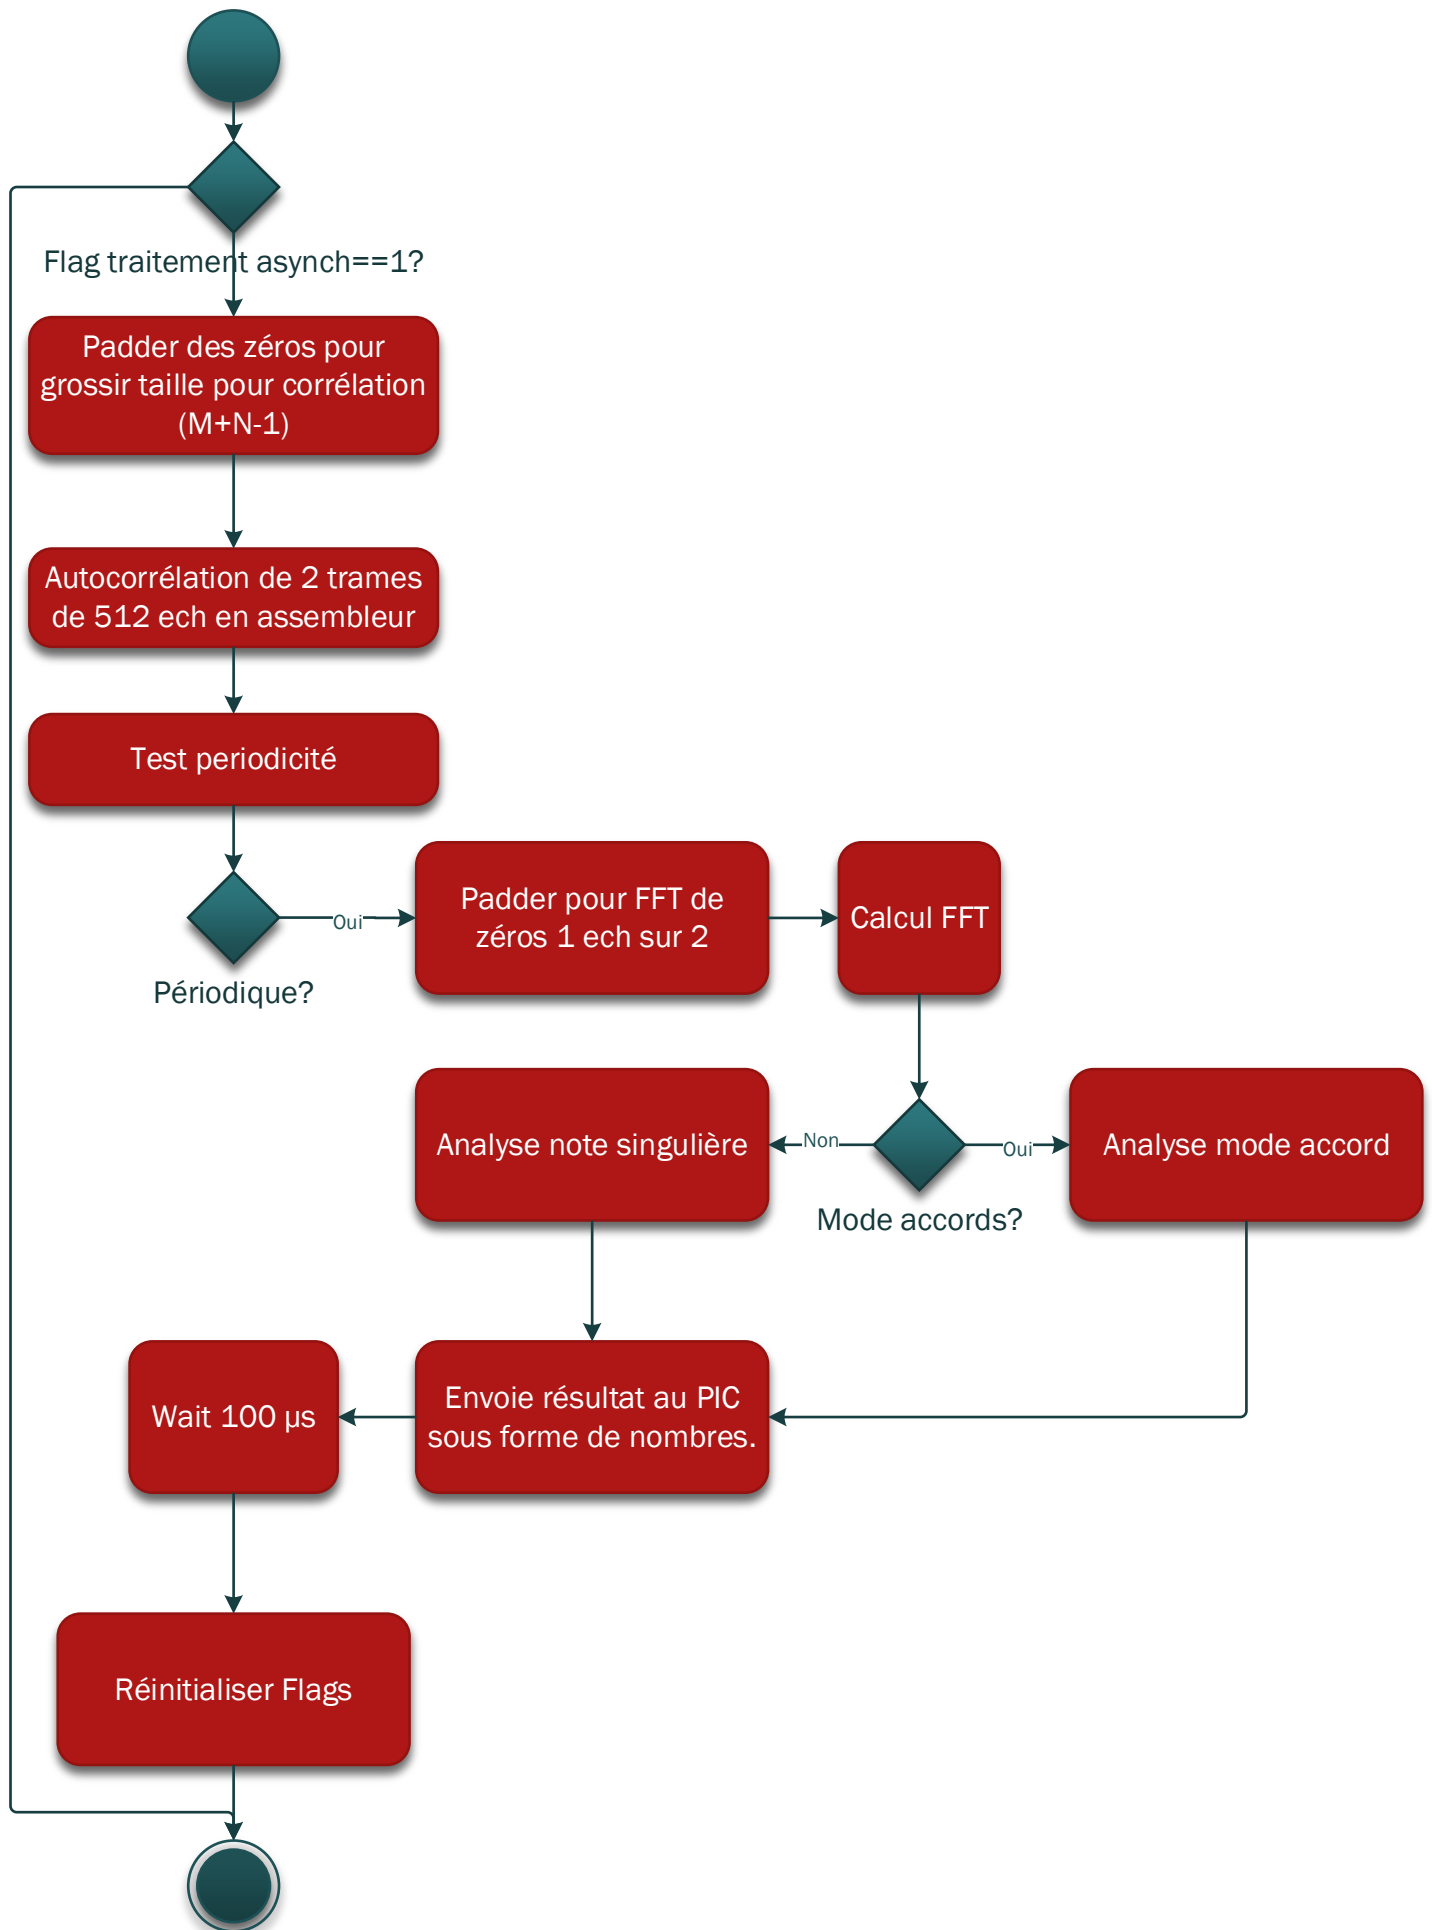 Flag traitement asynch==1?
Padder des zéros pour
grossir taille pour corrélation
(M+N-1)
Autocorrélation de 2 trames
de 512 ech en assembleur
Test periodicité
Oui
Périodique?
Padder pour FFT de
zéros 1 ech sur 2
Calcul FFT
Analyse note singulière
Non
Oui
Mode accords?
Analyse mode accord
Wait 100 µs
Envoie résultat au PIC
sous forme de nombres.
Réinitialiser Flags